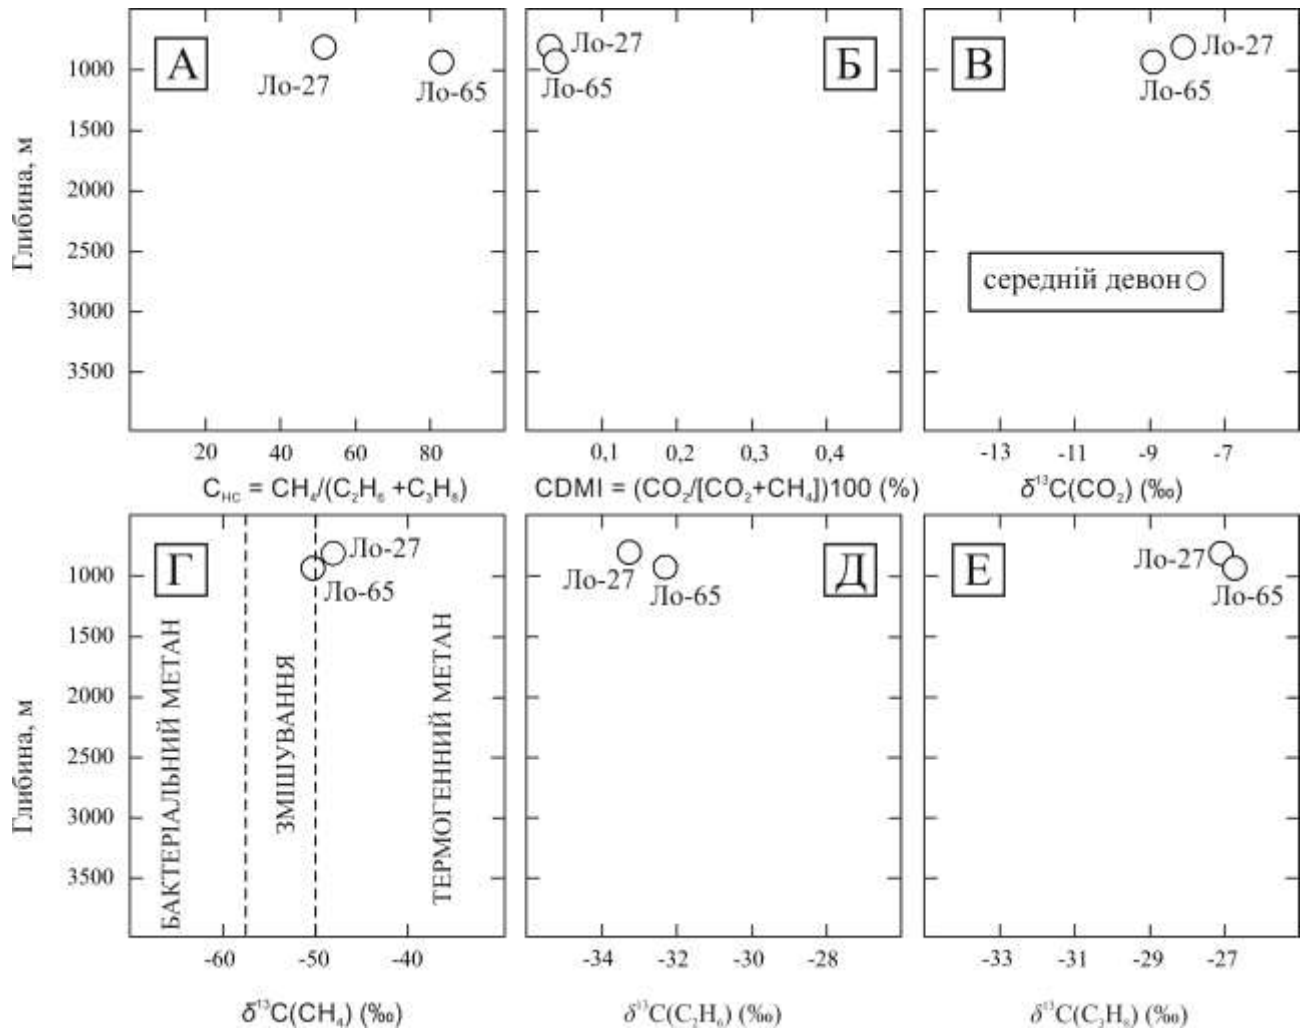 А
Ло-27
Ло-65
Б
Ло-27
Ло-65
В
Ло-27
Ло-65
середній девон
Глибина, м
1000
1500
2000
2500
3000
3500
20 40 60 80
0,1 0,2 0,3 0,4
-13 -11 -9 -7
C_HC = CH₄/(C₂H₆ +C₃H₈)
CDMI = (CO₂/[CO₂+CH₄])100 (%)
δ¹³C(CO₂) (‰)
Г
Ло-27
Ло-65
БАКТЕРІАЛЬНИЙ МЕТАН
ЗМІШУВАННЯ
ТЕРМОГЕННИЙ МЕТАН
Д
Ло-27
Ло-65
Е
Ло-27
Ло-65
Глибина, м
1000
1500
2000
2500
3000
3500
-60 -50 -40
-34 -32 -30 -28
-33 -31 -29 -27
δ¹³C(CH₄) (‰)
δ¹³C(C₂H₆) (‰)
δ¹³C(C₃H₈) (‰)